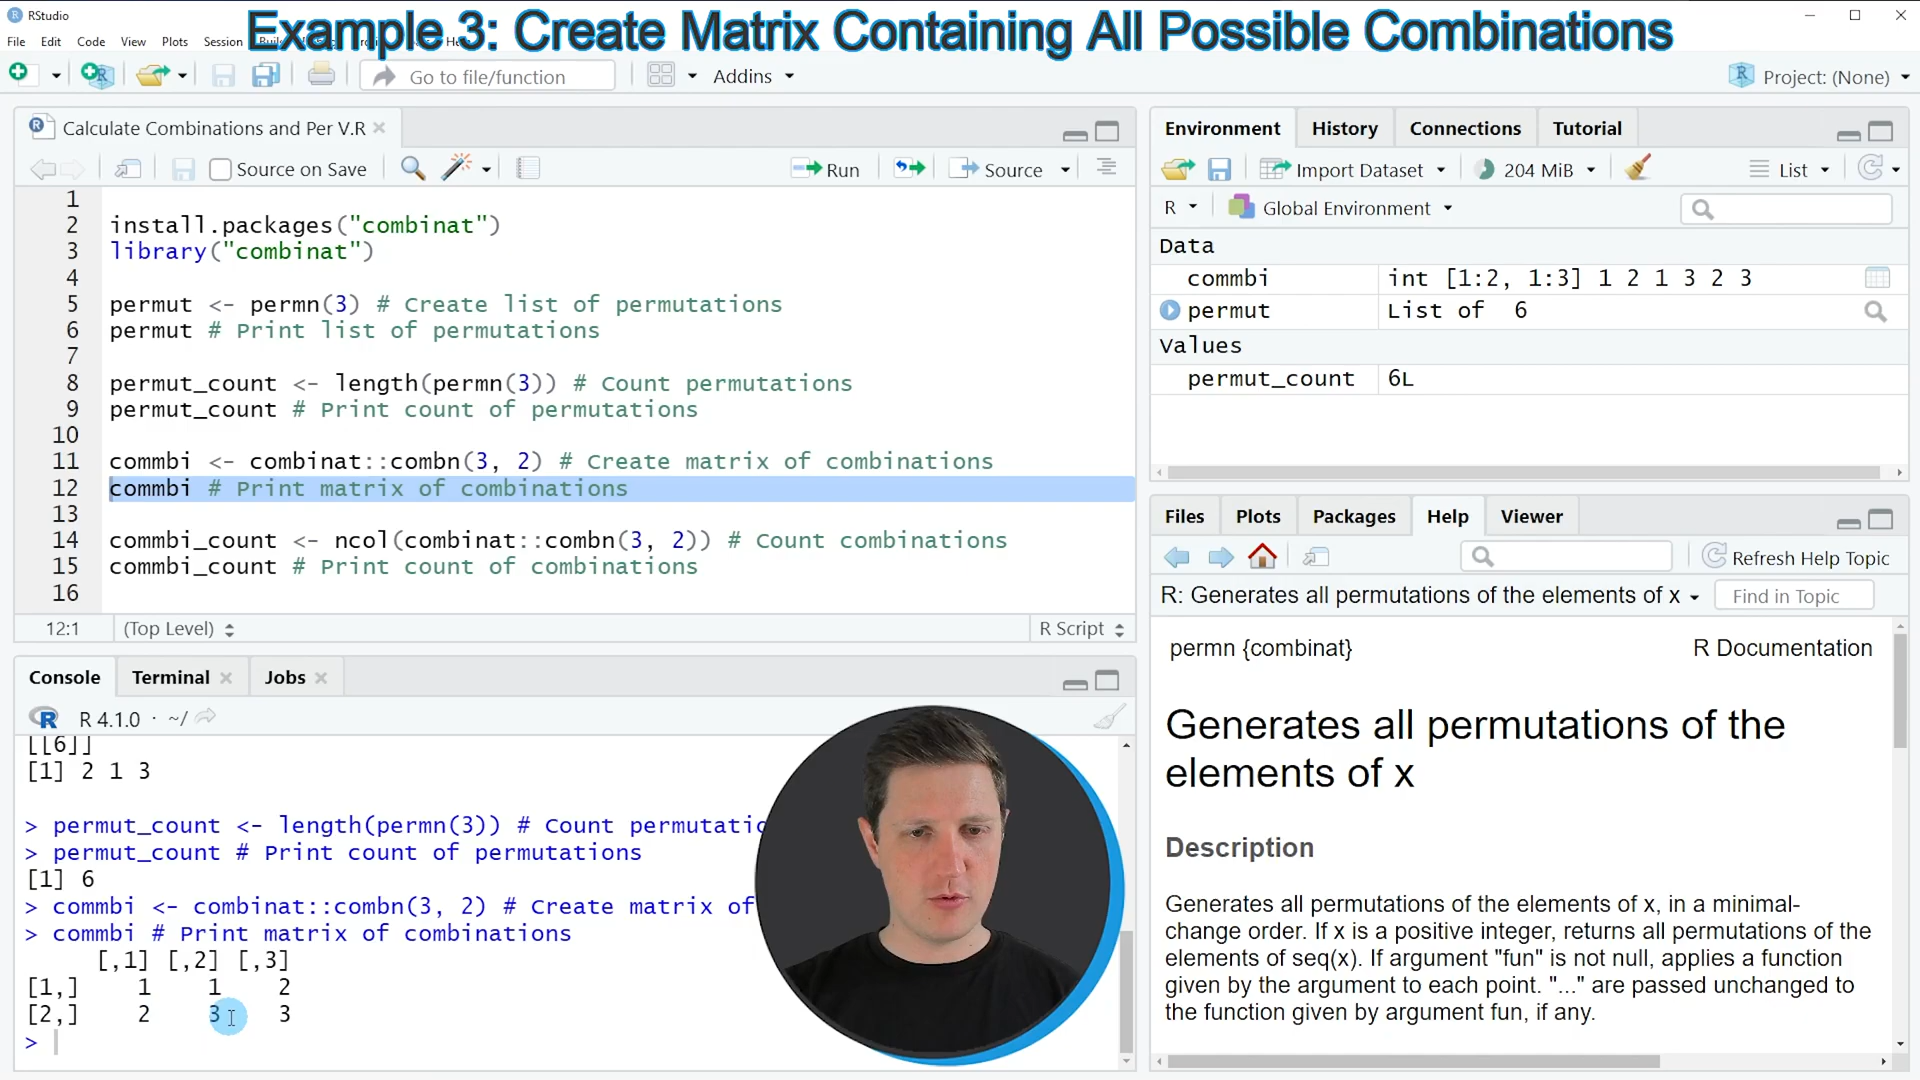 RStudio
Example 3: Create Matrix Containing All Possible Combinations
File Edit Code View Plots Session
Go to file/function
Addins
Project: (None)
Calculate Combinations and Per V.R
Source on Save
Run
Source
1
2 install.packages("combinat")
3 library("combinat")
4
5 permut <- permn(3) # Create list of permutations
6 permut # Print list of permutations
7
8 permut_count <- length(permn(3)) # Count permutations
9 permut_count # Print count of permutations
10
11 commbi <- combinat::combn(3, 2) # Create matrix of combinations
12 commbi # Print matrix of combinations
13
14 commbi_count <- ncol(combinat::combn(3, 2)) # Count combinations
15 commbi_count # Print count of combinations
16
12:1 (Top Level) R Script
Console Terminal Jobs
R 4.1.0 · ~/
[[6]]
[1] 2 1 3
> permut_count <- length(permn(3)) # Count permutatio
> permut_count # Print count of permutations
[1] 6
> commbi <- combinat::combn(3, 2) # Create matrix of
> commbi # Print matrix of combinations
[,1] [,2] [,3]
[1,] 1 1 2
[2,] 2 3 3
>
Environment History Connections Tutorial
Import Dataset 204 MiB List
R Global Environment
Data
commbi int [1:2, 1:3] 1 2 1 3 2 3
permut List of 6
Values
permut_count 6L
Files Plots Packages Help Viewer
Refresh Help Topic
R: Generates all permutations of the elements of x Find in Topic
permn {combinat} R Documentation
Generates all permutations of the
elements of x
Description
Generates all permutations of the elements of x, in a minimal-
change order. If x is a positive integer, returns all permutations of the
elements of seq(x). If argument "fun" is not null, applies a function
given by the argument to each point. "..." are passed unchanged to
the function given by argument fun, if any.